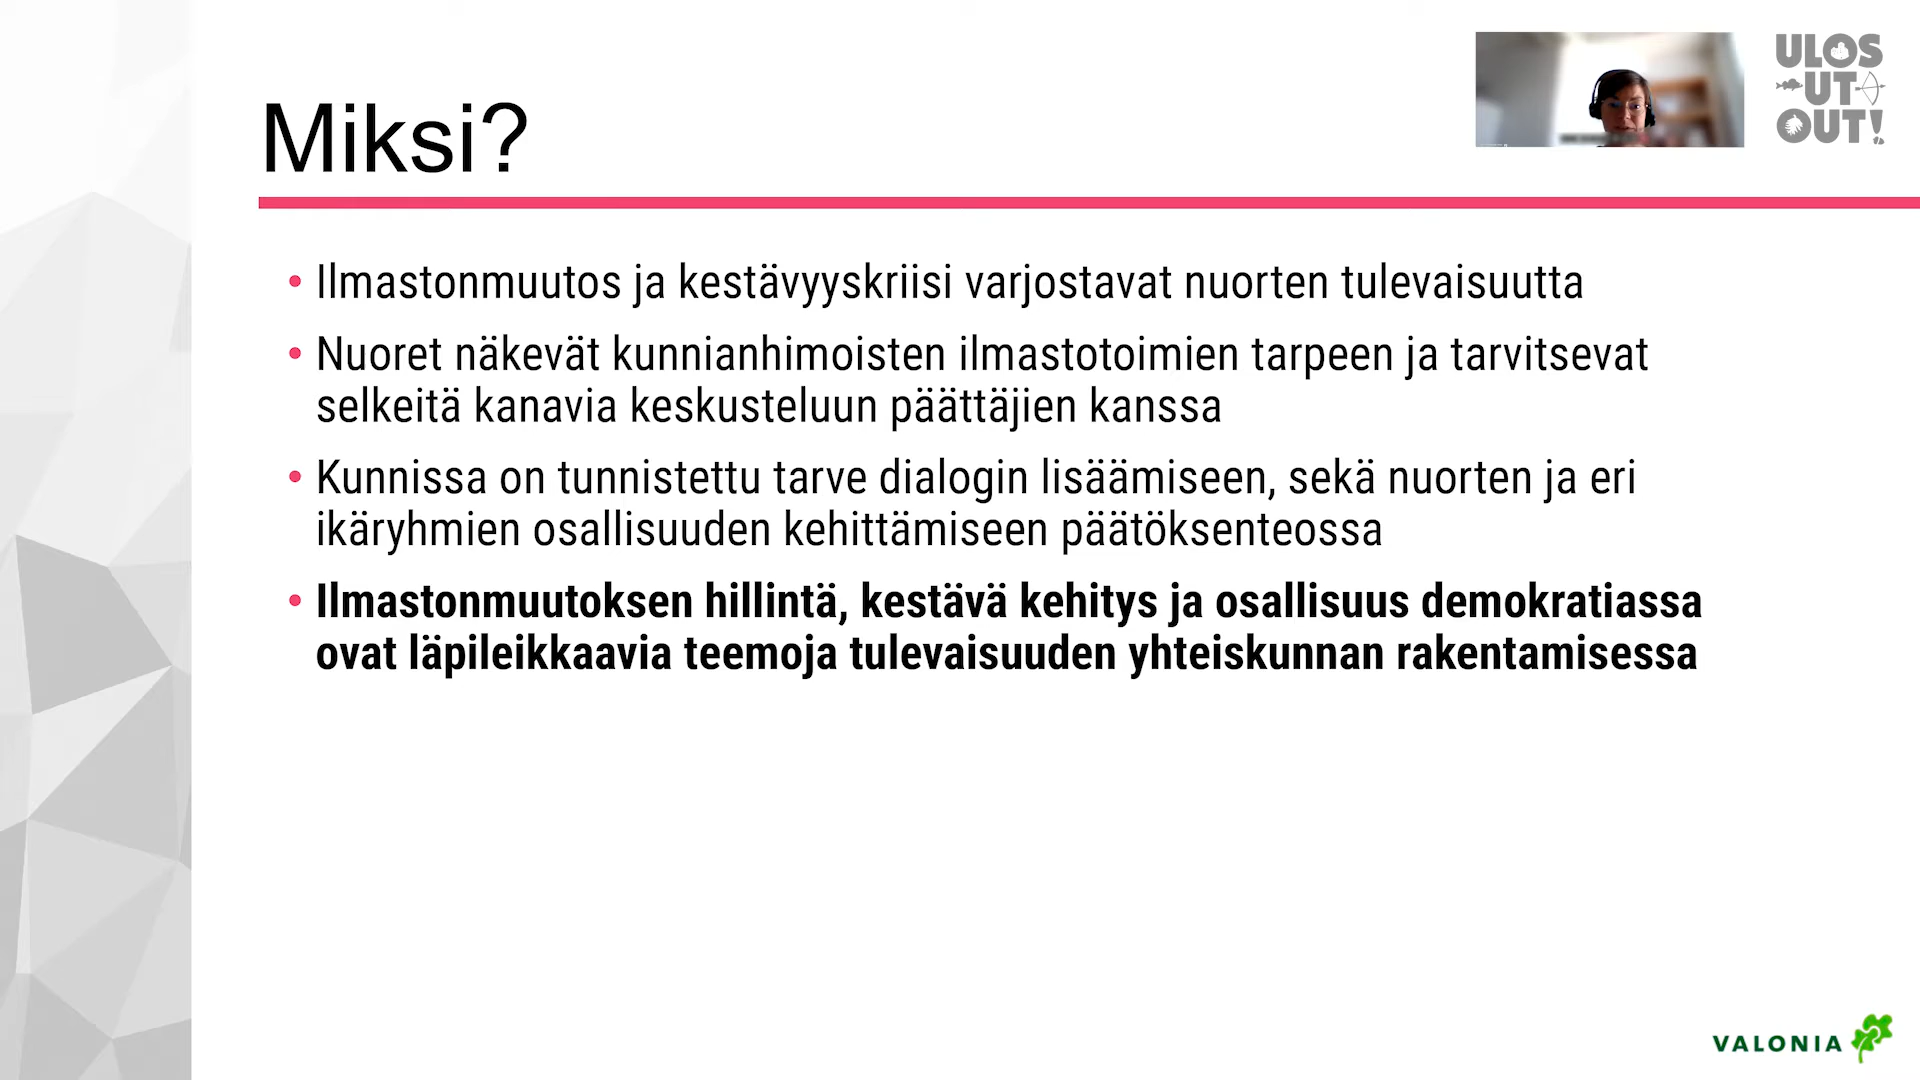 ULOS
UT
OUT!
Miksi?
• Ilmastonmuutos ja kestävyyskriisi varjostavat nuorten tulevaisuutta
• Nuoret näkevät kunnianhimoisten ilmastotoimien tarpeen ja tarvitsevat
selkeitä kanavia keskusteluun päättäjien kanssa
• Kunnissa on tunnistettu tarve dialogin lisäämiseen, sekä nuorten ja eri
ikäryhmien osallisuuden kehittämiseen päätöksenteossa
• Ilmastonmuutoksen hillintä, kestävä kehitys ja osallisuus demokratiassa
ovat läpileikkaavia teemoja tulevaisuuden yhteiskunnan rakentamisessa
VALONIA